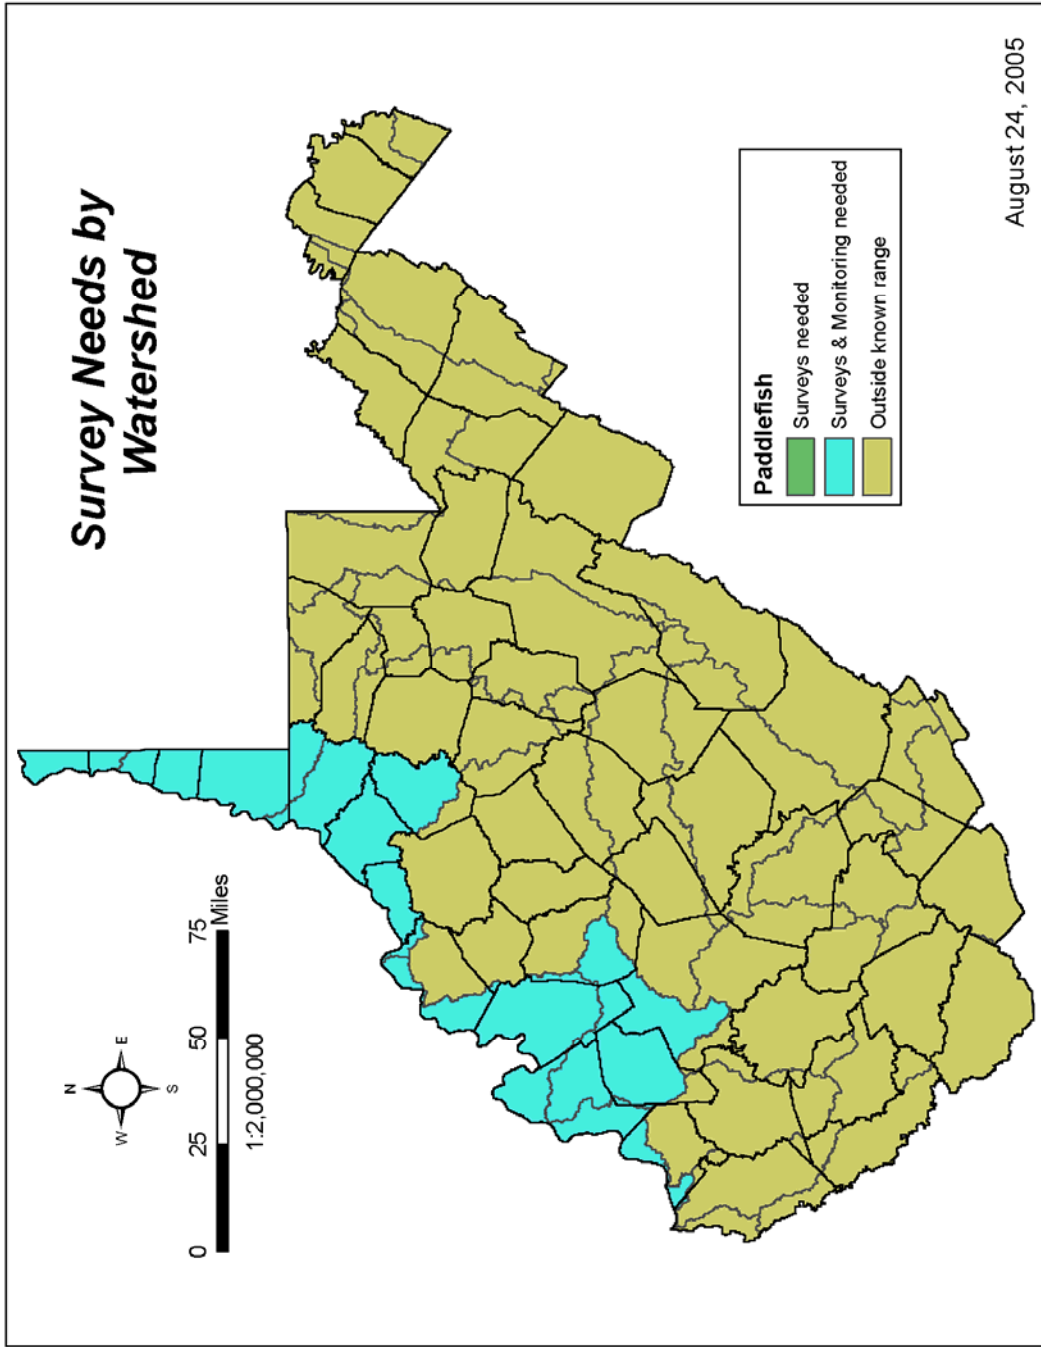 Survey Needs by
Watershed
N
W
E
S
0
25
50
75
Miles
1:2,000,000
Paddlefish
Surveys needed
Surveys & Monitoring needed
Outside known range
August 24, 2005